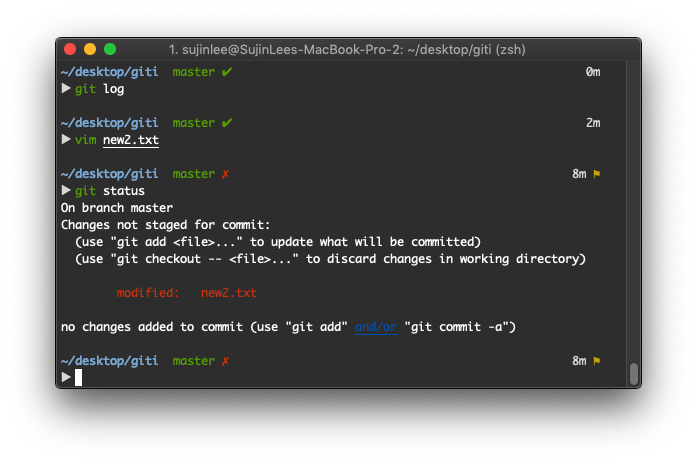 1. sujinlee@SujinLees-MacBook-Pro-2: ~/desktop/giti (zsh)
~/desktop/giti master ✔ 0m
▶ git log
~/desktop/giti master ✔ 2m
▶ vim new2.txt
~/desktop/giti master ✗ 8m ⚑
▶ git status
On branch master
Changes not staged for commit:
(use "git add <file>..." to update what will be committed)
(use "git checkout -- <file>..." to discard changes in working directory)
modified: new2.txt
no changes added to commit (use "git add" and/or "git commit -a")
~/desktop/giti master ✗ 8m ⚑
▶